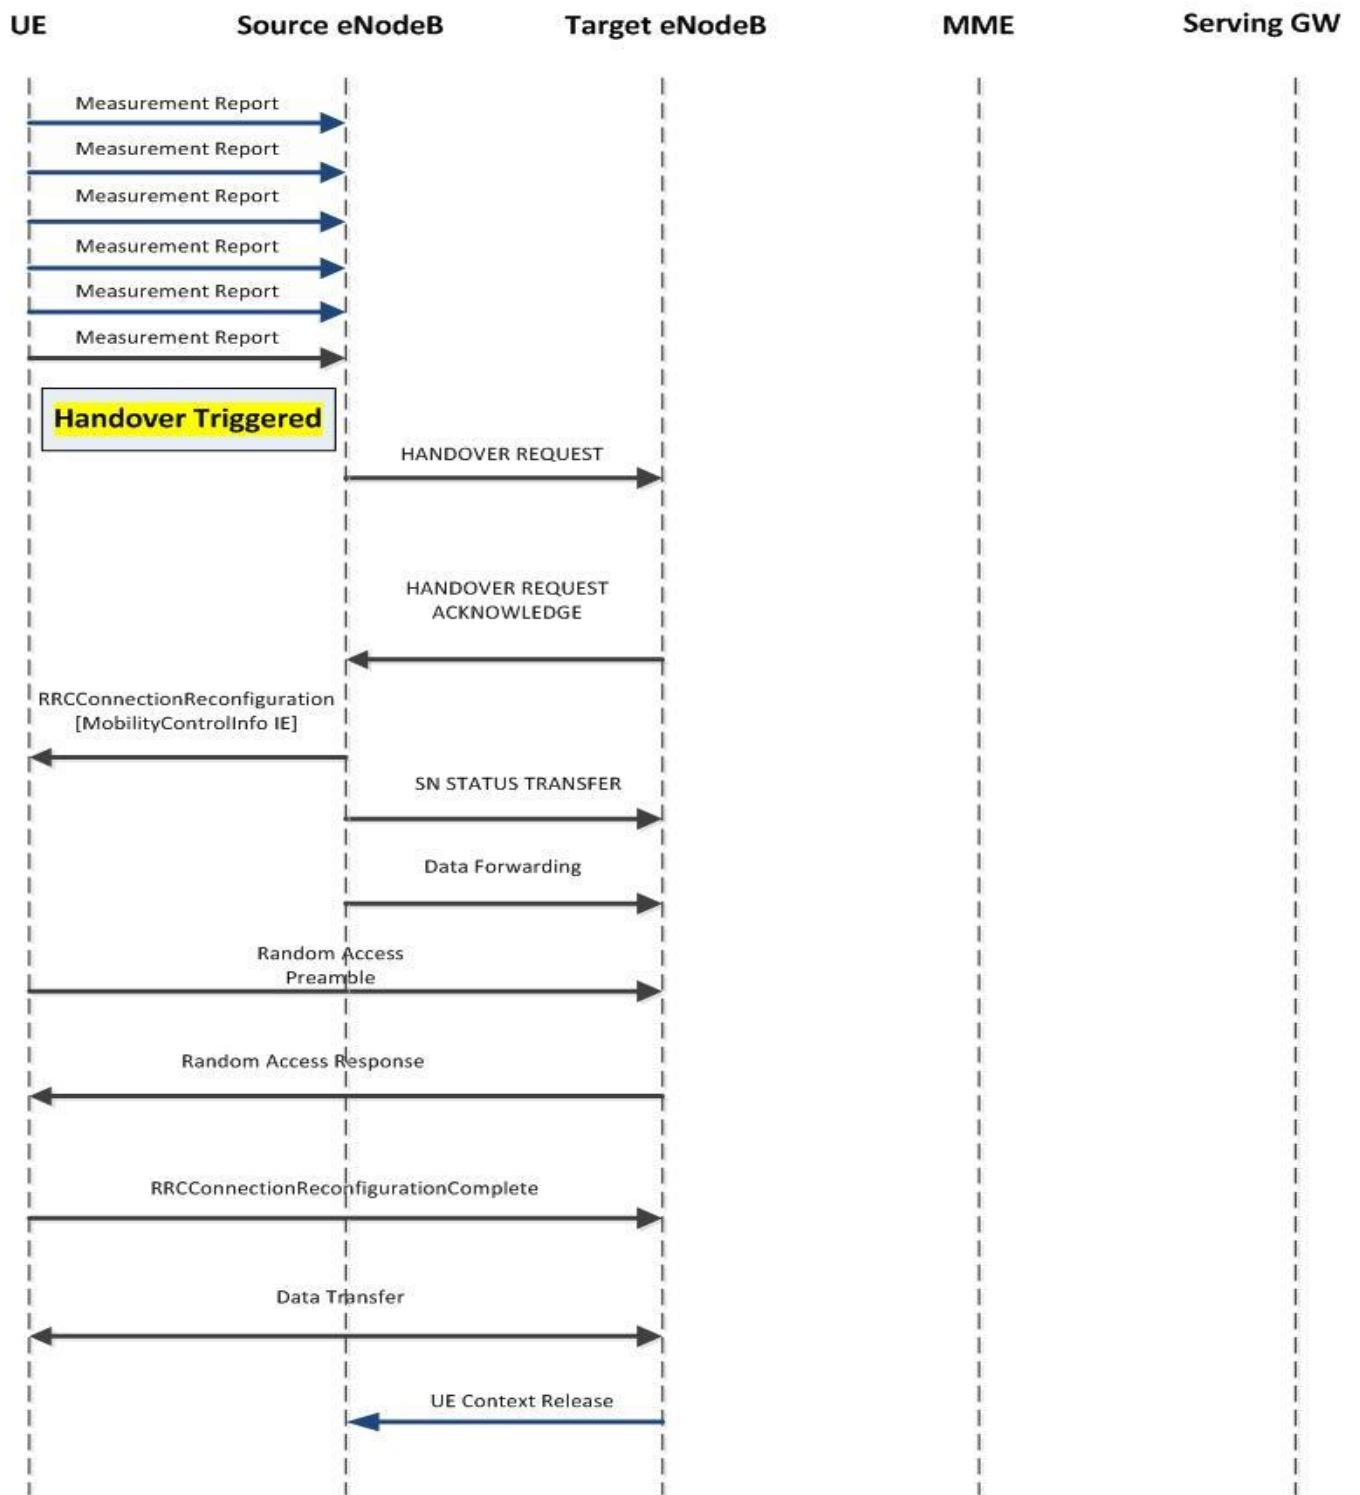 UE
Source eNodeB
Target eNodeB
MME
Serving GW
Measurement Report
Measurement Report
Measurement Report
Measurement Report
Measurement Report
Measurement Report
Handover Triggered
HANDOVER REQUEST
HANDOVER REQUEST
ACKNOWLEDGE
RRCConnectionReconfiguration
[MobilityControlInfo IE]
SN STATUS TRANSFER
Data Forwarding
Random Access
Preamble
Random Access Response
RRCConnectionReconfigurationComplete
Data Transfer
UE Context Release